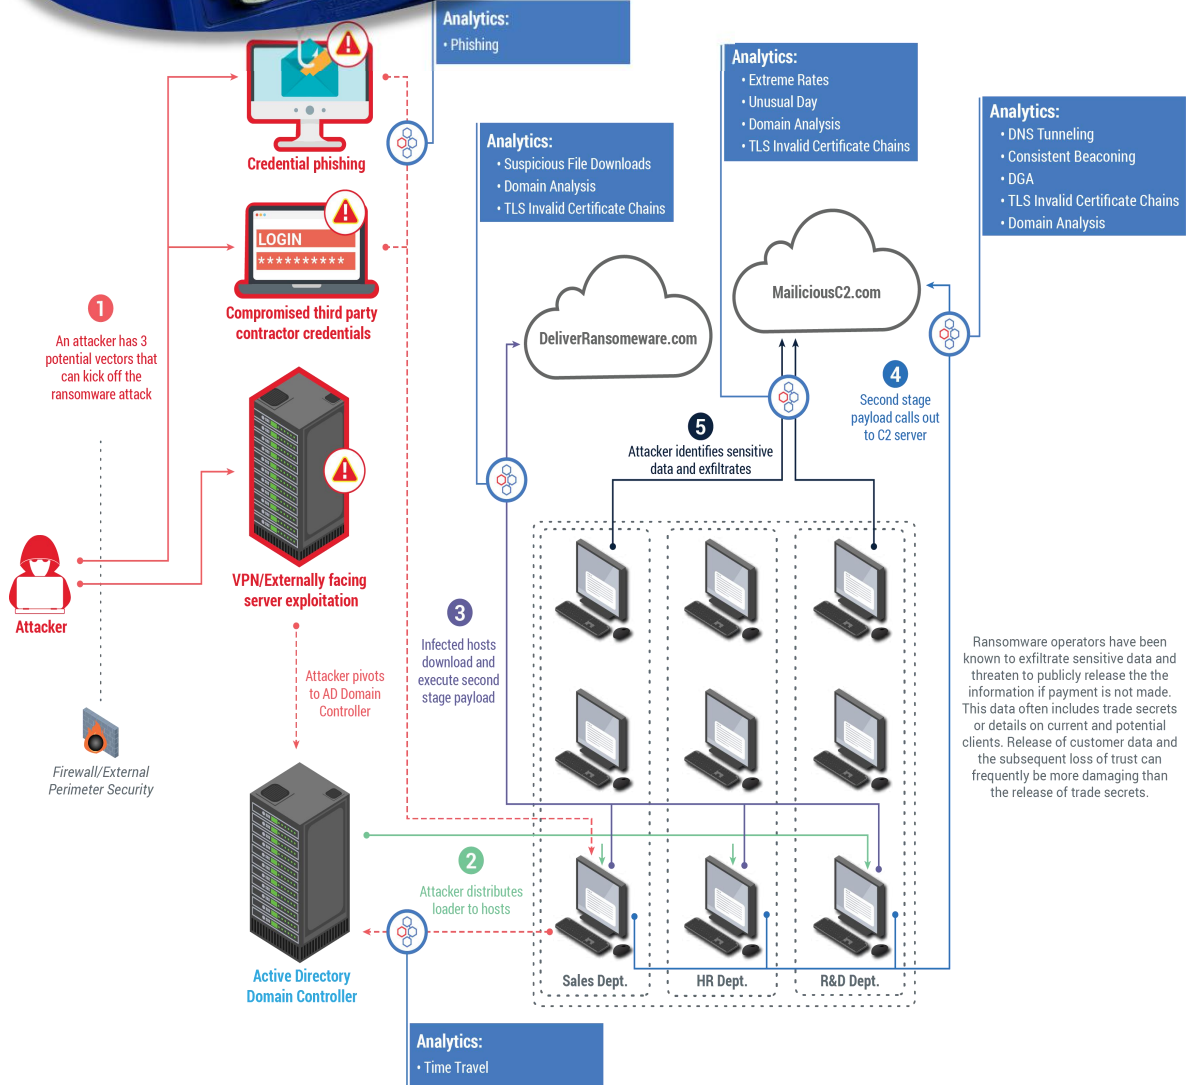 Analytics:
• Phishing
Analytics:
• Extreme Rates
• Unusual Day
• Domain Analysis
• TLS Invalid Certificate Chains
Analytics:
• DNS Tunneling
• Consistent Beaconing
• DGA
• TLS Invalid Certificate Chains
• Domain Analysis
Analytics:
• Suspicious File Downloads
• Domain Analysis
• TLS Invalid Certificate Chains
Credential phishing
LOGIN
**********
Compromised third party
contractor credentials
1
An attacker has 3
potential vectors that
can kick off the
ransomware attack
DeliverRansomeware.com
MailiciousC2.com
4
Second stage
payload calls out
to C2 server
5
Attacker identifies sensitive
data and exfiltrates
VPN/Externally facing
server exploitation
Attacker
3
Infected hosts
download and
execute second
stage payload
Attacker pivots
to AD Domain
Controller
Firewall/External
Perimeter Security
Ransomware operators have been
known to exfiltrate sensitive data and
threaten to publicly release the the
information if payment is not made.
This data often includes trade secrets
or details on current and potential
clients. Release of customer data and
the subsequent loss of trust can
frequently be more damaging than
the release of trade secrets.
2
Attacker distributes
loader to hosts
Active Directory
Domain Controller
Sales Dept.
HR Dept.
R&D Dept.
Analytics:
• Time Travel